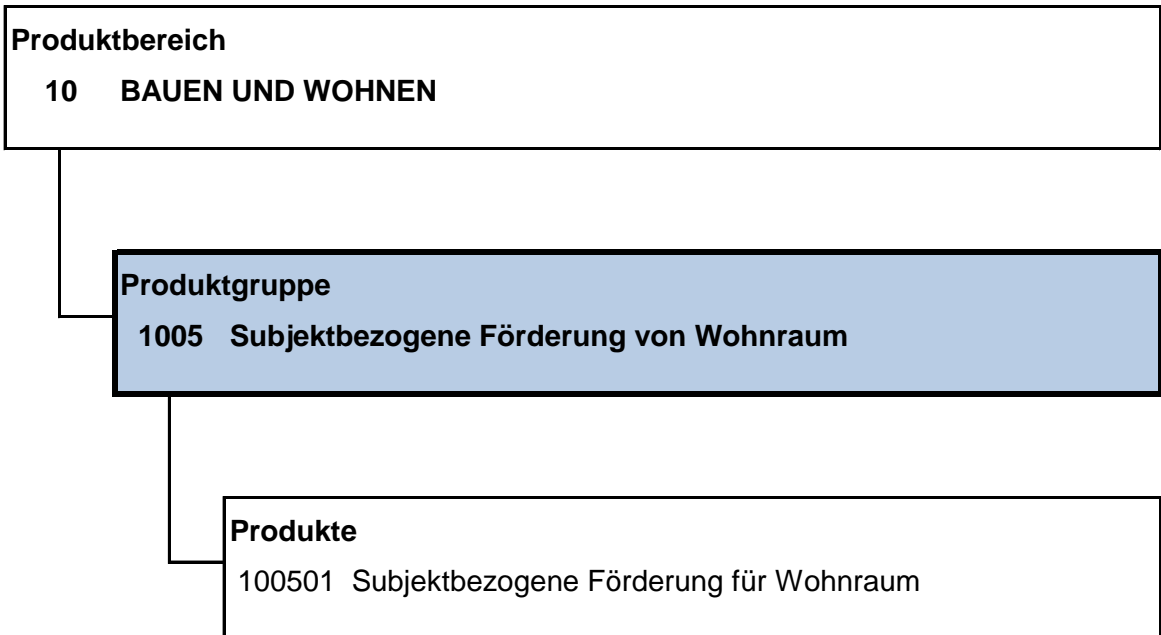 Produktbereich
10 BAUEN UND WOHNEN
Produktgruppe
1005 Subjektbezogene Förderung von Wohnraum
Produkte
100501 Subjektbezogene Förderung für Wohnraum